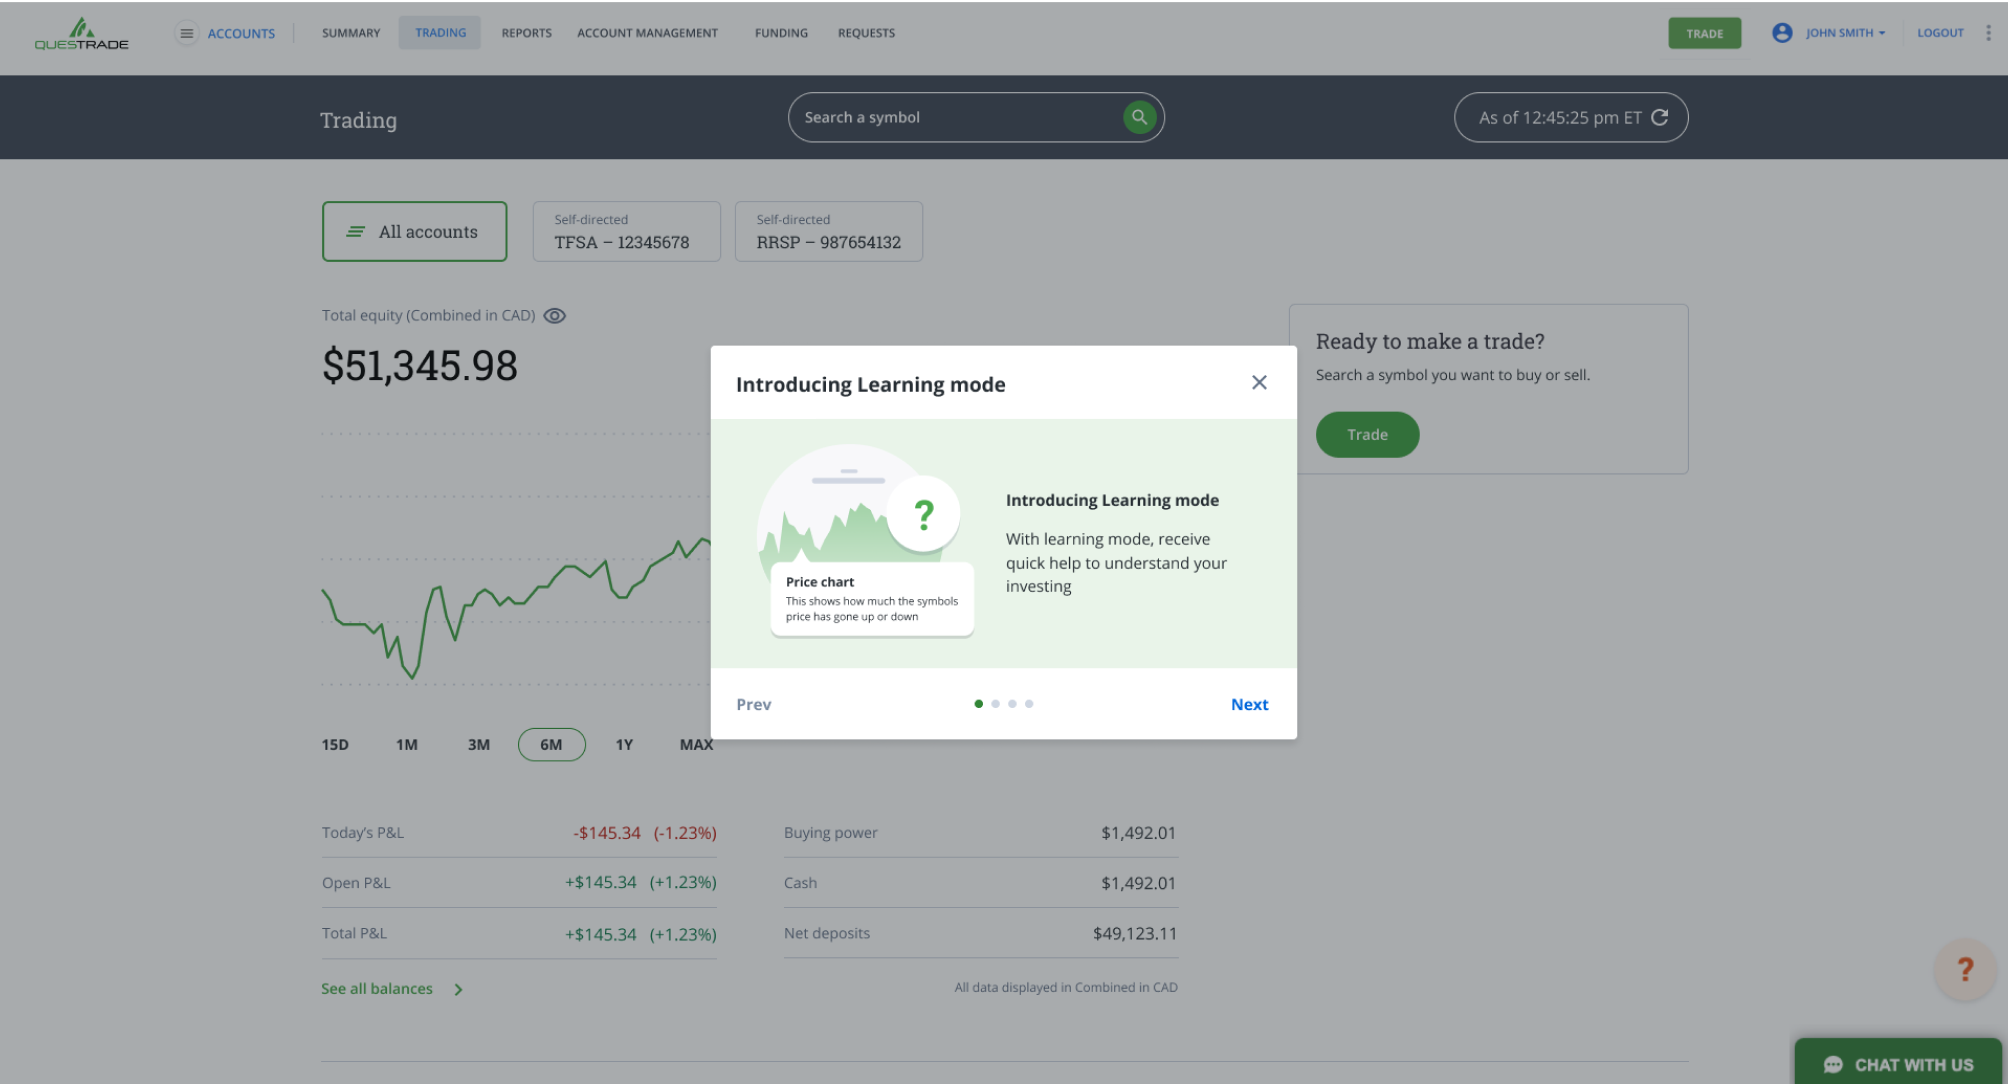 QUESTRADE
ACCOUNTS
SUMMARY
TRADING
REPORTS
ACCOUNT MANAGEMENT
FUNDING
REQUESTS
TRADE
JOHN SMITH
LOGOUT
Trading
Search a symbol
As of 12:45:25 pm ET
All accounts
Self-directed
TFSA – 12345678
Self-directed
RRSP – 987654132
Total equity (Combined in CAD)
$51,345.98
Ready to make a trade?
Search a symbol you want to buy or sell.
Trade
Introducing Learning mode
?
Price chart
This shows how much the symbols
price has gone up or down
Introducing Learning mode
With learning mode, receive
quick help to understand your
investing
Prev
Next
15D
1M
3M
6M
1Y
MAX
Today's P&L
-$145.34 (-1.23%)
Open P&L
+$145.34 (+1.23%)
Total P&L
+$145.34 (+1.23%)
See all balances
Buying power
$1,492.01
Cash
$1,492.01
Net deposits
$49,123.11
All data displayed in Combined in CAD
?
CHAT WITH US